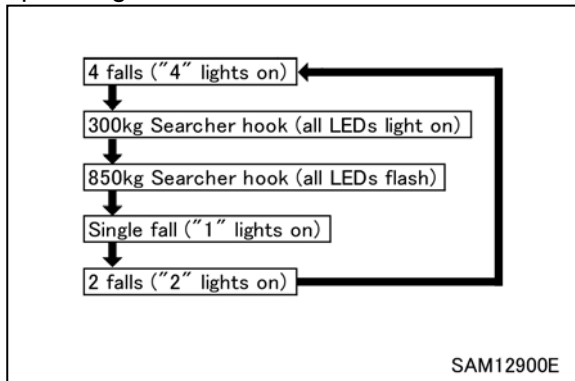 4 falls ("4" lights on)
300kg Searcher hook (all LEDs light on)
850kg Searcher hook (all LEDs flash)
Single fall ("1" lights on)
2 falls ("2" lights on)
SAM12900E